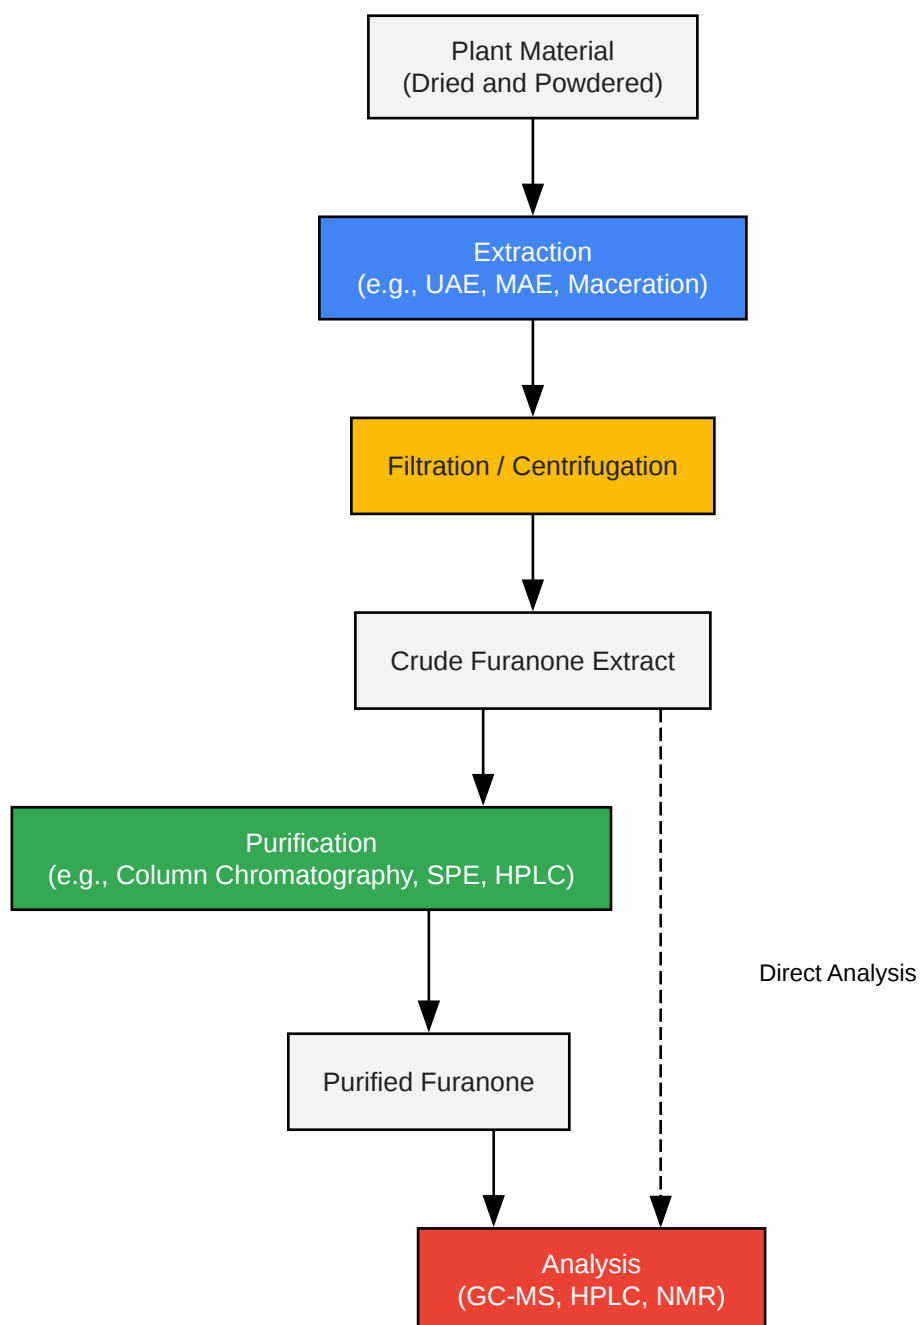 Plant Material
(Dried and Powdered)
Extraction
(e.g., UAE, MAE, Maceration)
Filtration / Centrifugation
Crude Furanone Extract
Purification
(e.g., Column Chromatography, SPE, HPLC)
Direct Analysis
Purified Furanone
Analysis
(GC-MS, HPLC, NMR)